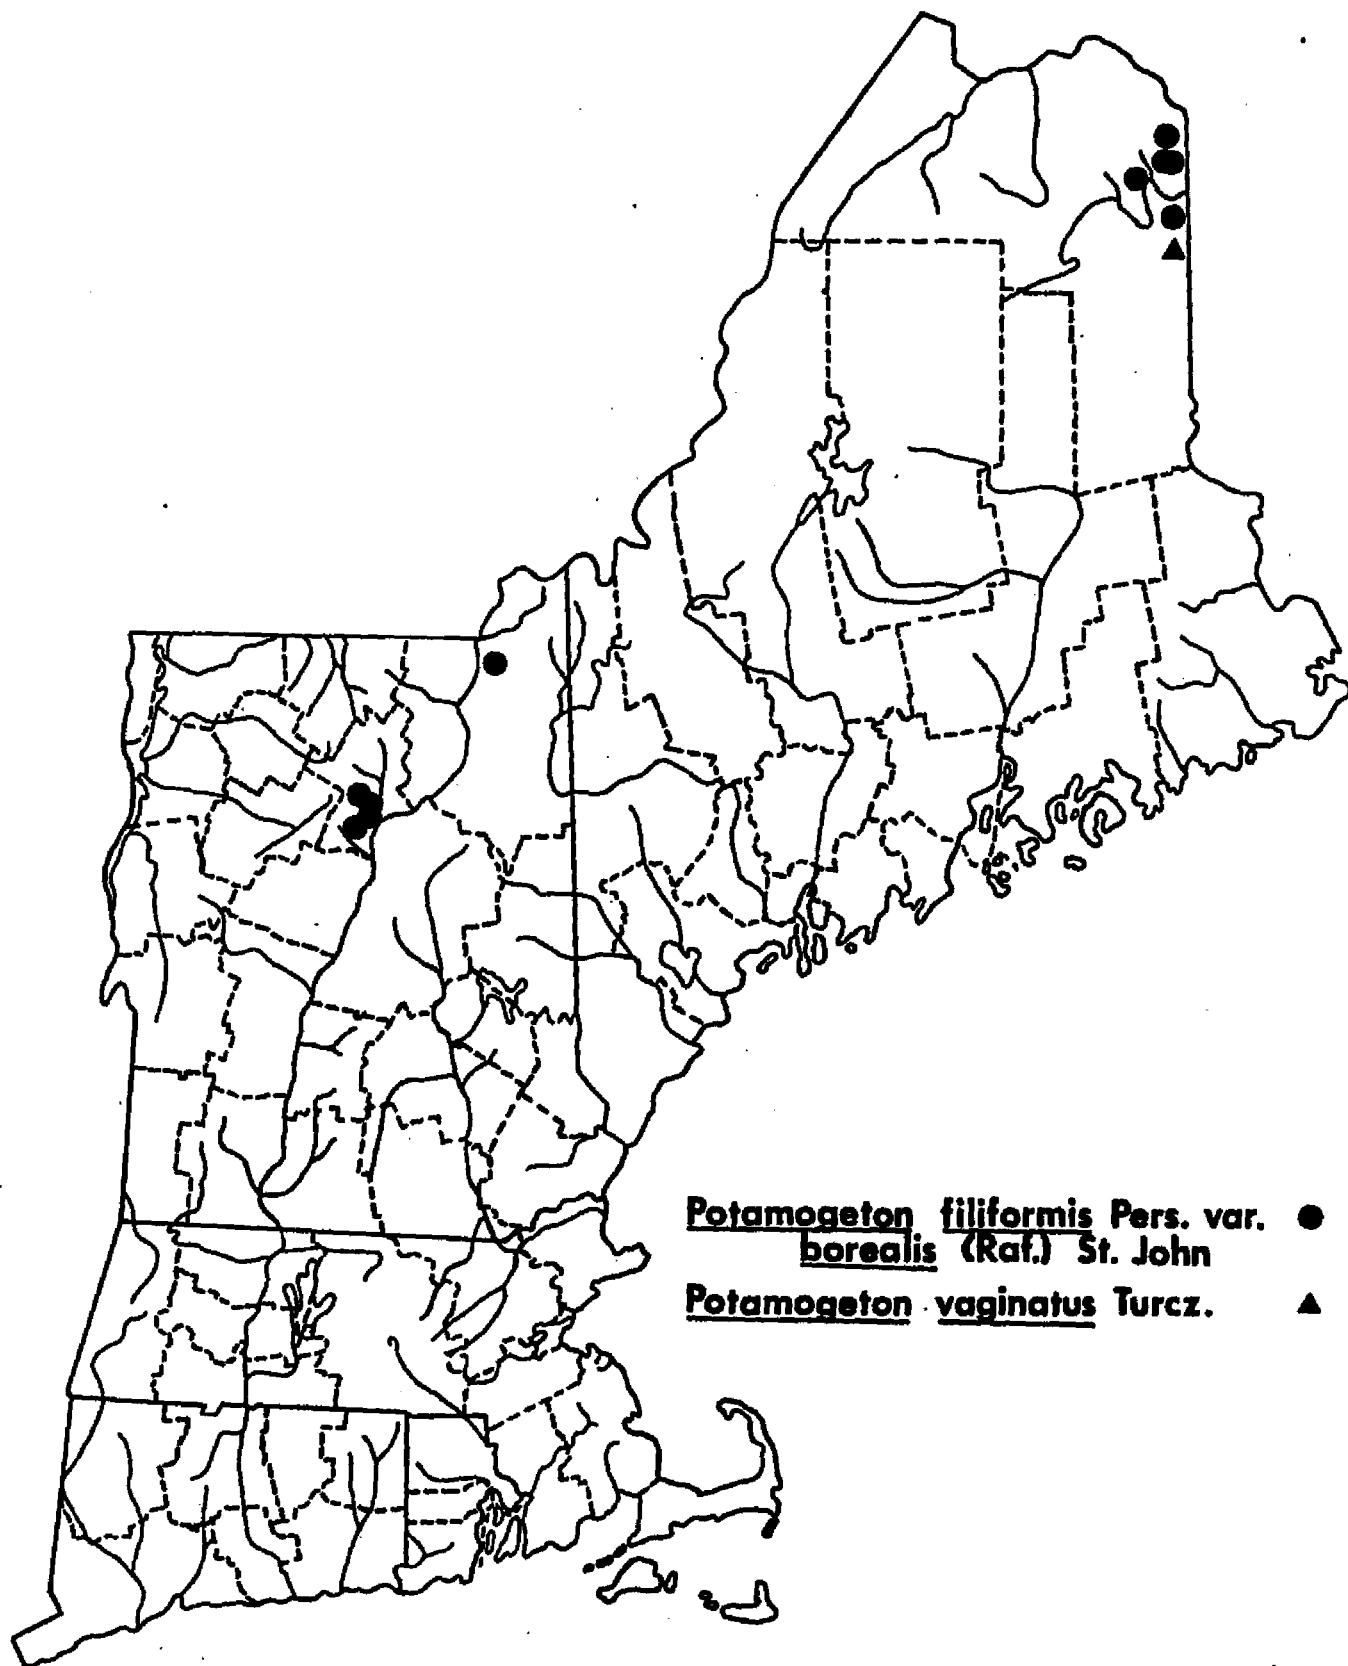 Potamogeton filiformis Pers. var. ●
borealis (Raf.) St. John
Potamogeton vaginatus Turcz. ▲